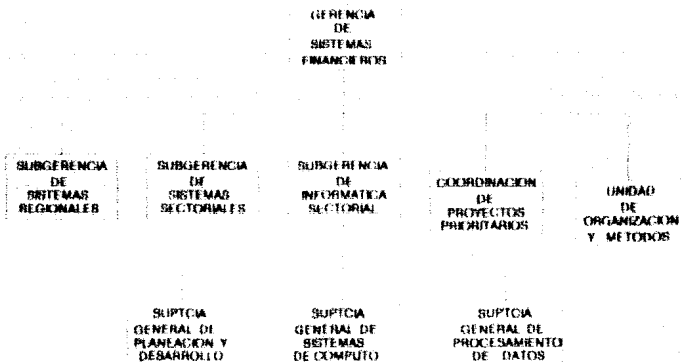 GERENCIA
DE
SISTEMAS
FINANCIEROS
SUBGERENCIA
DE
SISTEMAS
REGIONALES
SUBGERENCIA
DE
SISTEMAS
SECTORIALES
SUBGERENCIA
DE
INFORMATICA
SECTORIAL
COORDINACION
DE
PROYECTOS
PRIORITARIOS
UNIDAD
DE
ORGANIZACION
Y METODOS
SUPTCIA
GENERAL DE
PLANEACION Y
DESARROLLO
SUPTCIA
GENERAL DE
SISTEMAS
DE COMPUTO
SUPTCIA
GENERAL DE
PROCESAMIENTO
DE DATOS